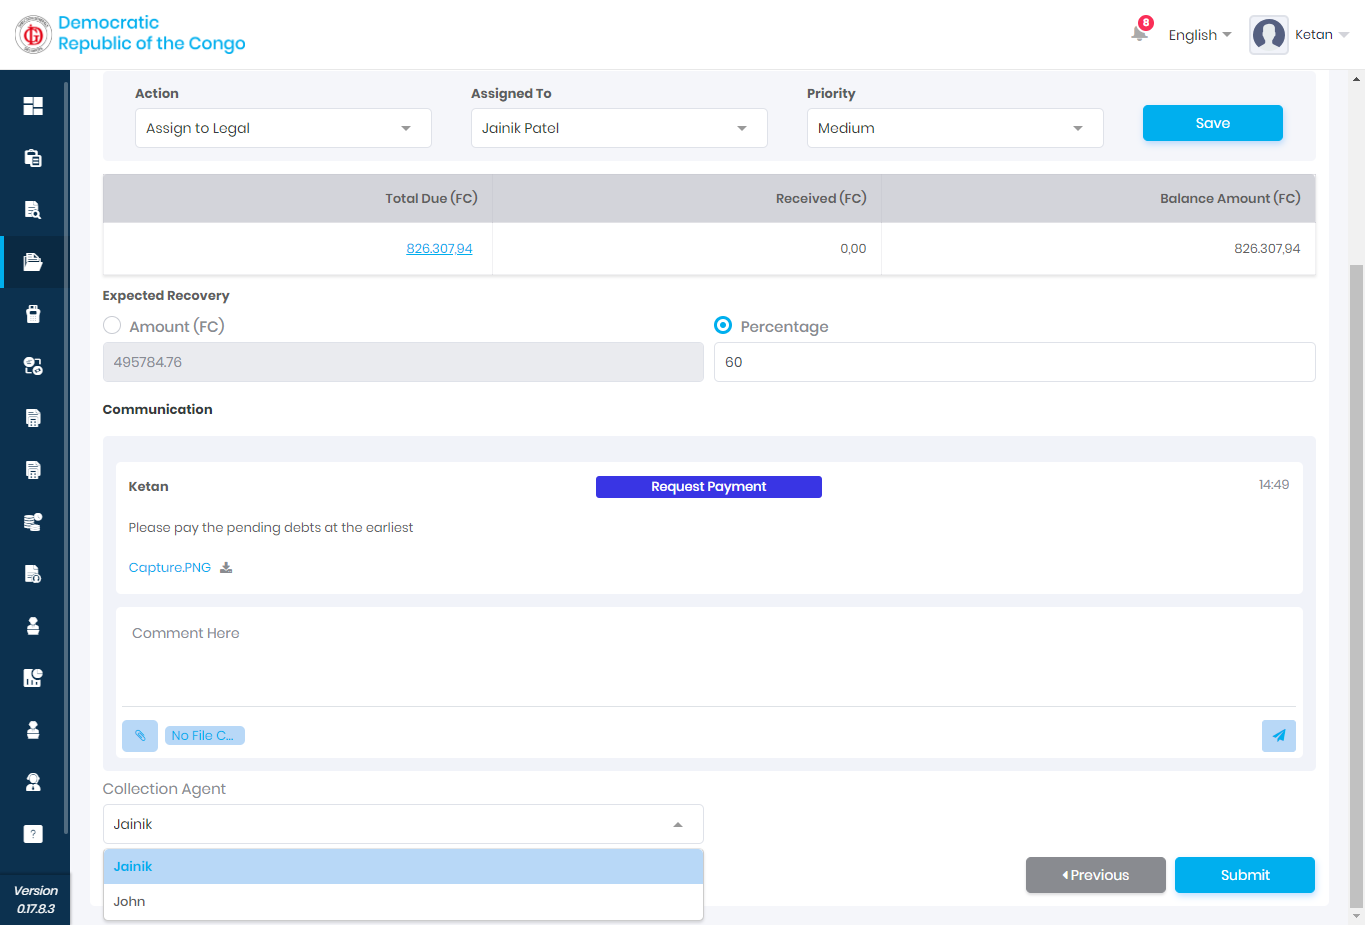 Democratic
Republic of the Congo
8
English
Ketan
Action
Assigned To
Priority
Assign to Legal
Jainik Patel
Medium
Save
Total Due (FC)
Received (FC)
Balance Amount (FC)
826.307,94
0,00
826.307,94
Expected Recovery
Amount (FC)
Percentage
495784.76
60
Communication
Ketan
Request Payment
14:49
Please pay the pending debts at the earliest
Capture.PNG
Comment Here
No File C...
Collection Agent
Jainik
Jainik
John
Previous
Submit
?
Version
0.17.8.3